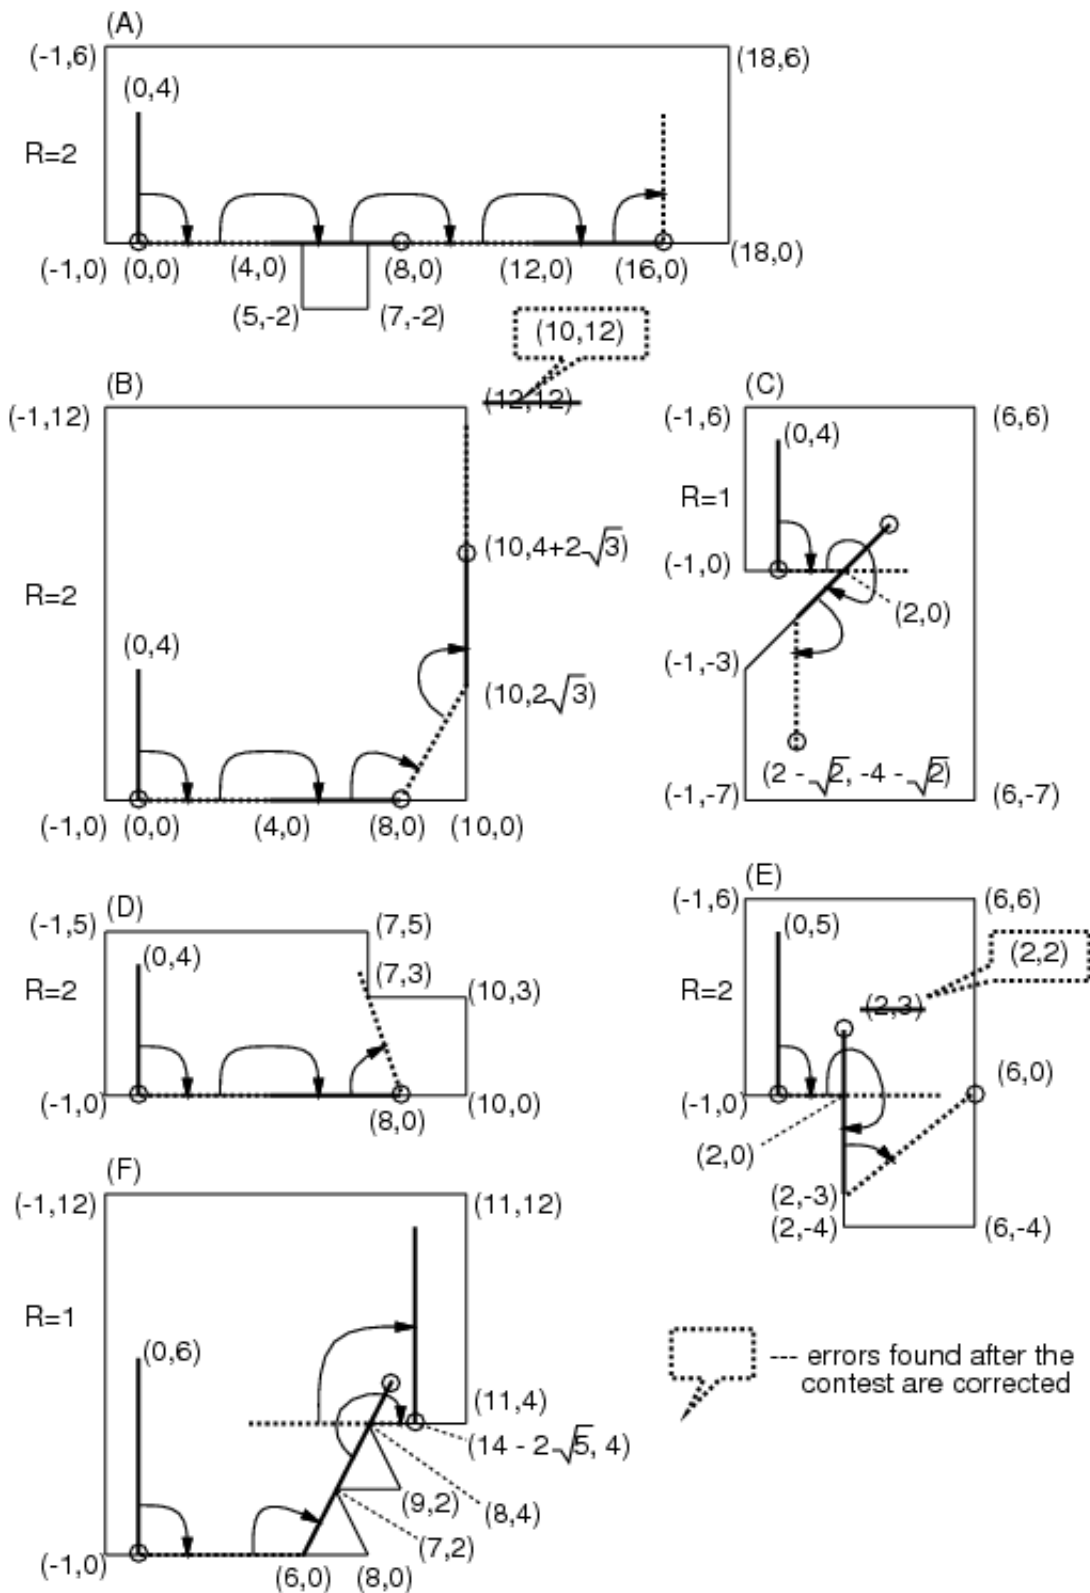 (A)
(-1,6)
(18,6)
(0,4)
R=2
(-1,0) (0,0) (4,0) (8,0) (12,0) (16,0) (18,0)
(5,-2) (7,-2)
(10,12)
(B)
(12,12)
(-1,12)
(10,4+2√3)
R=2
(0,4)
(10,2√3)
(-1,0) (0,0) (4,0) (8,0) (10,0)
(C)
(-1,6)
(6,6)
(0,4)
R=1
(-1,0)
(2,0)
(-1,-3)
(2 - √2, -4 - √2)
(-1,-7)
(6,-7)
(D)
(-1,5)
(7,5)
(0,4)
(7,3)
(10,3)
R=2
(-1,0)
(8,0)
(10,0)
(E)
(-1,6)
(6,6)
(0,5)
(2,2)
R=2
(2,3)
(6,0)
(-1,0)
(2,0)
(2,-3)
(2,-4)
(6,-4)
(F)
(-1,12)
(11,12)
R=1
(0,6)
(11,4)
(14 - 2√5, 4)
(9,2)
(8,4)
(7,2)
(-1,0)
(6,0) (8,0)
--- errors found after the
contest are corrected